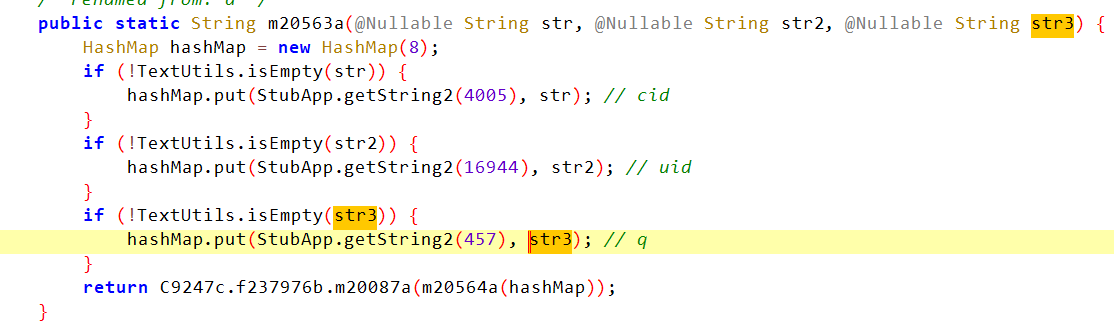 /* renamed from: a */
public static String m20563a(@Nullable String str, @Nullable String str2, @Nullable String str3) {
HashMap hashMap = new HashMap(8);
if (!TextUtils.isEmpty(str)) {
hashMap.put(StubApp.getString2(4005), str); // cid
}
if (!TextUtils.isEmpty(str2)) {
hashMap.put(StubApp.getString2(16944), str2); // uid
}
if (!TextUtils.isEmpty(str3)) {
hashMap.put(StubApp.getString2(457), str3); // q
}
return C9247c.f237976b.m20087a(m20564a(hashMap));
}